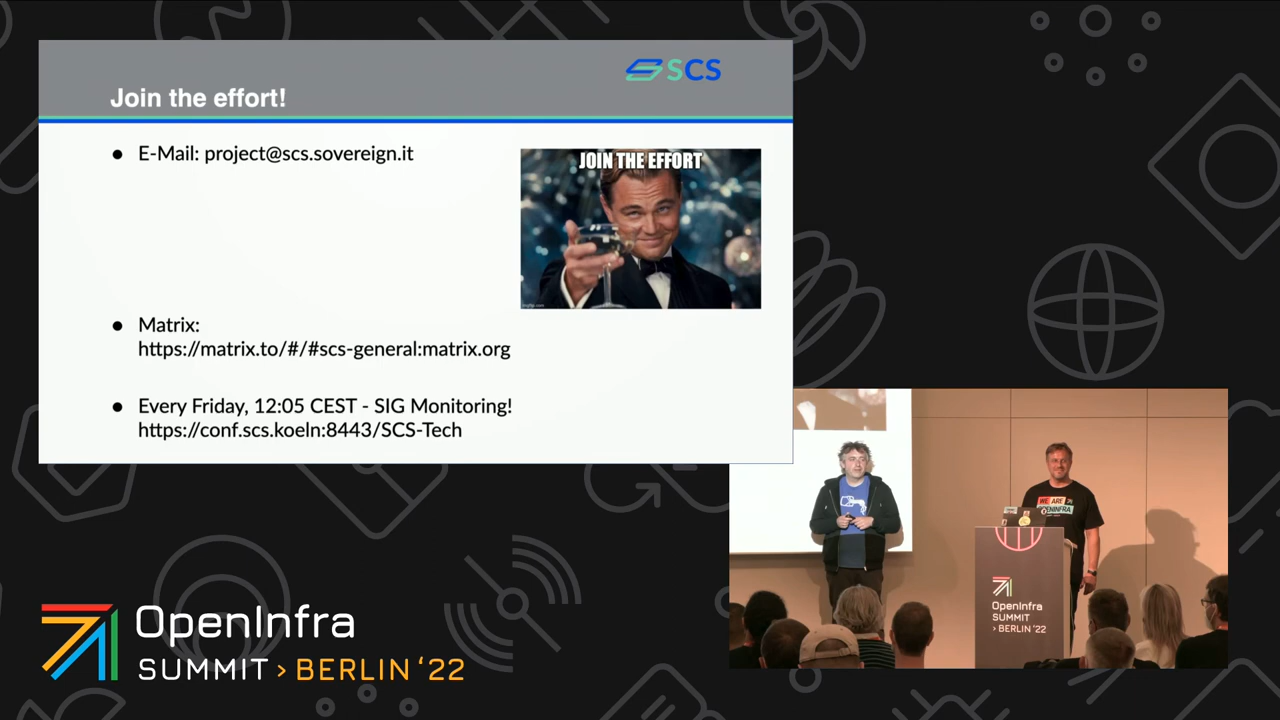 SCS
Join the effort!
● E-Mail: project@scs.sovereign.it
JOIN THE EFFORT
● Matrix:
https://matrix.to/#/#scs-general:matrix.org
● Every Friday, 12:05 CEST - SIG Monitoring!
https://conf.scs.koeln:8443/SCS-Tech
WE ARE
OPENINFRA
OpenInfra
SUMMIT
› BERLIN ‘22
OpenInfra
SUMMIT › BERLIN ‘22